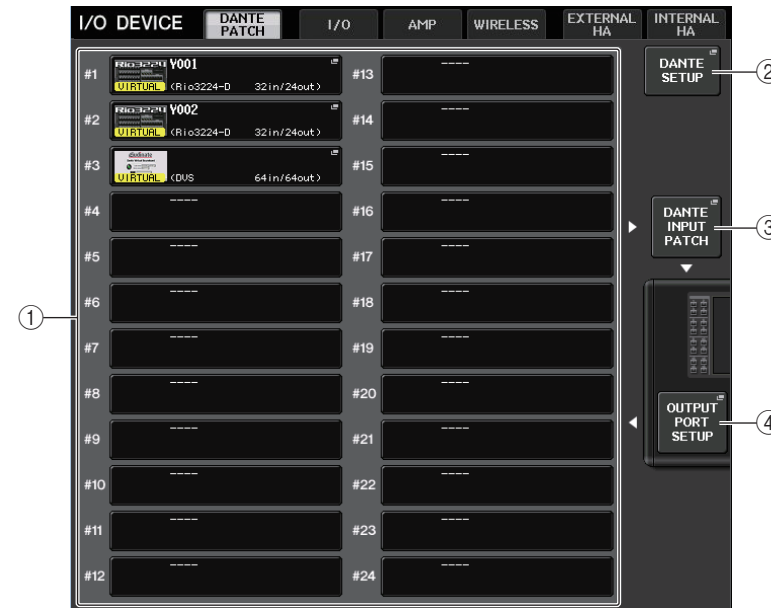 I/O DEVICE
DANTE PATCH
I/O
AMP
WIRELESS
EXTERNAL HA
INTERNAL HA
#1
Y001
VIRTUAL
(Rio3224-D 32in/24out)
#2
Y002
VIRTUAL
(Rio3224-D 32in/24out)
#3
VIRTUAL
(DVS 64in/64out)
#4 ----
#5 ----
#6 ----
#7 ----
#8 ----
#9 ----
#10 ----
#11 ----
#12 ----
#13 ----
#14 ----
#15 ----
#16 ----
#17 ----
#18 ----
#19 ----
#20 ----
#21 ----
#22 ----
#23 ----
#24 ----
DANTE
SETUP
DANTE
INPUT
PATCH
OUTPUT
PORT
SETUP
①
②
③
④